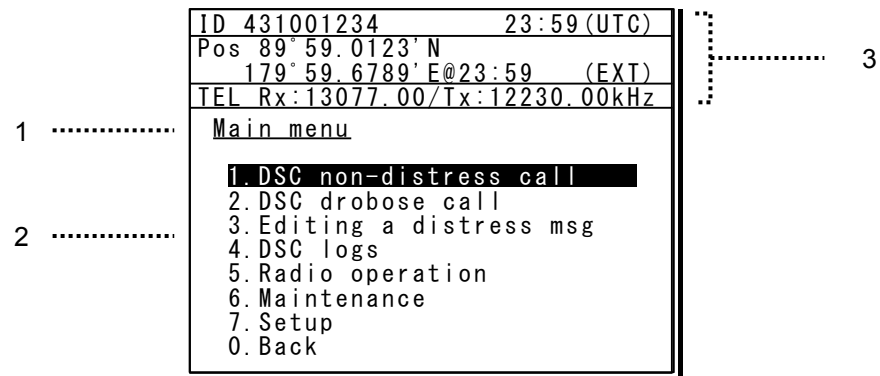 ID 431001234 23:59(UTC)
Pos 89°59.0123'N
179°59.6789'E@23:59 (EXT)
TEL Rx:13077.00/Tx:12230.00kHz
3
1
Main menu
1.DSC non-distress call
2.DSC drobose call
3.Editing a distress msg
2
4.DSC logs
5.Radio operation
6.Maintenance
7.Setup
0.Back